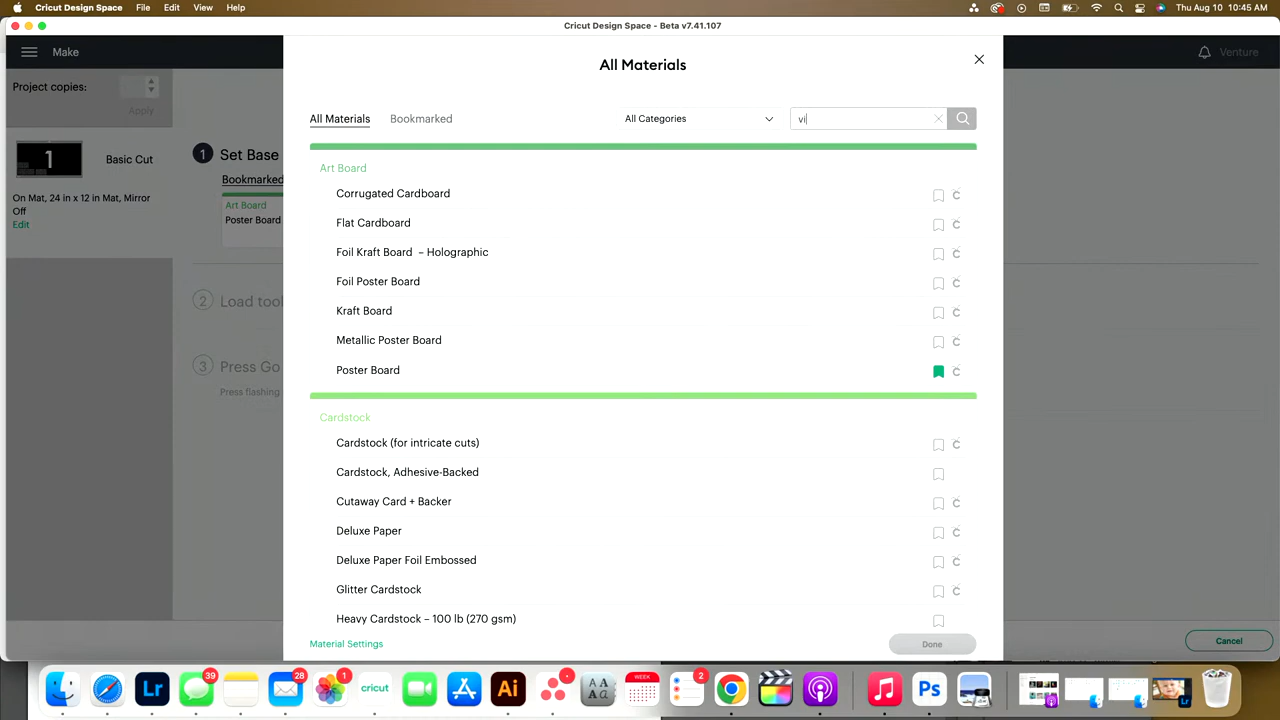 Cricut Design Space File Edit View Help Thu Aug 10 10:45 AM
Cricut Design Space - Beta v7.41.107
Make
Venture
Project copies:
Apply
1
Basic Cut
On Mat, 24 in x 12 in Mat, Mirror
Off
Edit
1 Set Base
Bookmarked
Art Board
Poster Board
2 Load tool
3 Press Go
Press flashing
All Materials
All Materials Bookmarked All Categories vi
Art Board
Corrugated Cardboard
Flat Cardboard
Foil Kraft Board – Holographic
Foil Poster Board
Kraft Board
Metallic Poster Board
Poster Board
Cardstock
Cardstock (for intricate cuts)
Cardstock, Adhesive-Backed
Cutaway Card + Backer
Deluxe Paper
Deluxe Paper Foil Embossed
Glitter Cardstock
Heavy Cardstock – 100 lb (270 gsm)
Material Settings
Done
Cancel
Lr 39 28 1 cricut Ai AA AA WEEK 2 Ps